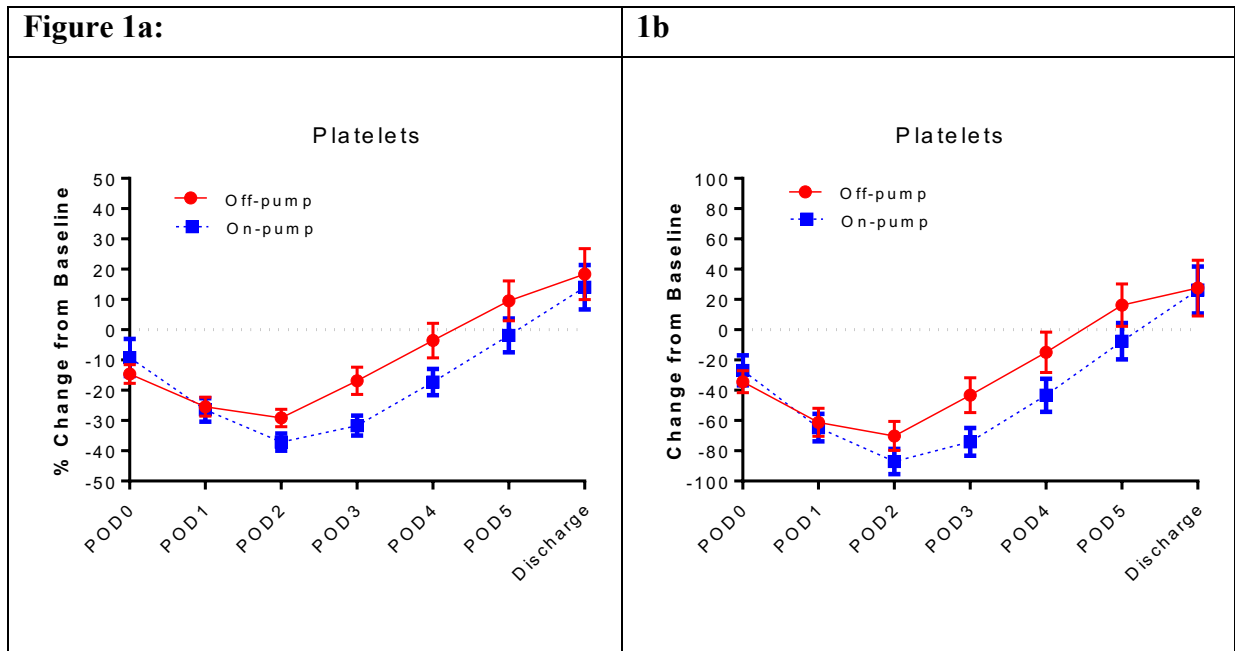 Figure 1a:
1b
Platelets
% Change from Baseline
50
40
30
20
10
0
-10
-20
-30
-40
-50
Off-pump
On-pump
POD0
POD1
POD2
POD3
POD4
POD5
Discharge
Platelets
Change from Baseline
100
80
60
40
20
0
-20
-40
-60
-80
-100
Off-pump
On-pump
POD0
POD1
POD2
POD3
POD4
POD5
Discharge